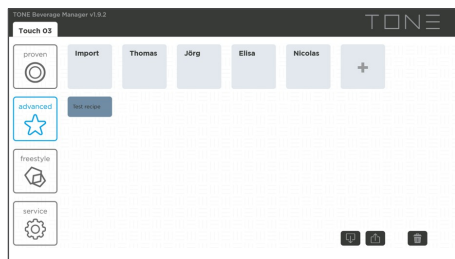 TONE Beverage Manager v1.9.2
TONE
Touch 03
proven
Import
Thomas
Jörg
Elisa
Nicolas
+
advanced
Test recipe
freestyle
service